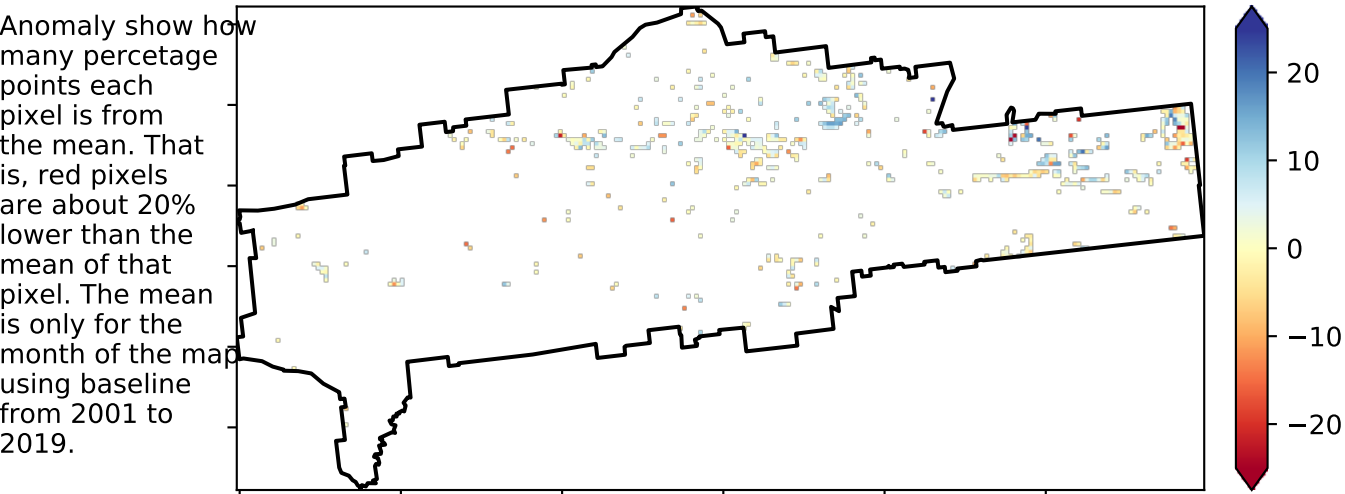 Anomaly show how
many percetage
points each
pixel is from
the mean. That
is, red pixels
are about 20%
lower than the
mean of that
pixel. The mean
is only for the
month of the map
using baseline
from 2001 to
2019.
20
10
0
−10
−20